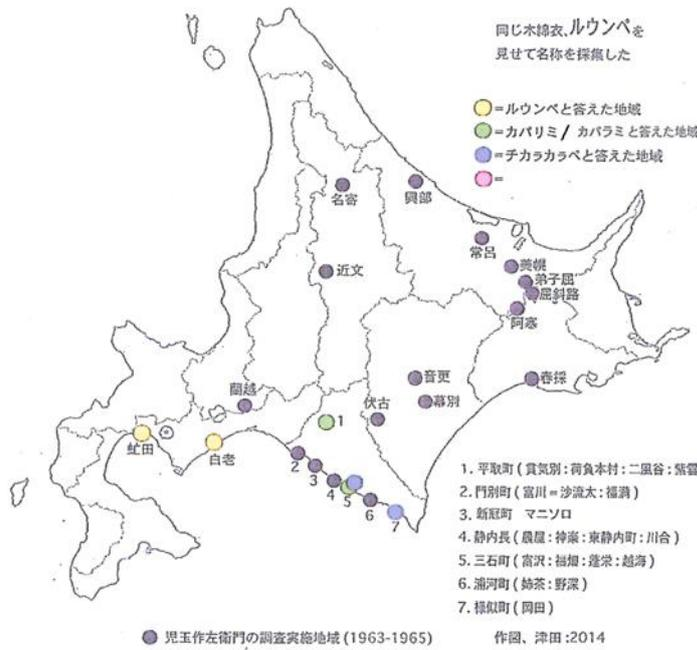 同じ木綿衣、ルウンペを
見せて名称を採集した
=ルウンペと答えた地域
=カパリミ/カパラミと答えた地域
=チカラカラペと答えた地域
=
名寄
興部
常呂
美幌
弟子屈
屈斜路
阿寒
近文
音更
幕別
春採
伏古
蘭越
虻田
白老
1
2
3
4
5
6
7
1. 平取町(貫気別:荷負本村:二風谷:紫雲
2. 門別町(富川=沙流太:福満)
3. 新冠町 マニソロ
4. 静内長(農屋:神楽:東静内町:川合)
5. 三石町(富沢:福畑:蓬栄:越海)
6. 浦河町(姉茶:野深)
7. 様似町(岡田)
児玉作左衛門の調査実施地域(1963-1965)
作図、津田:2014